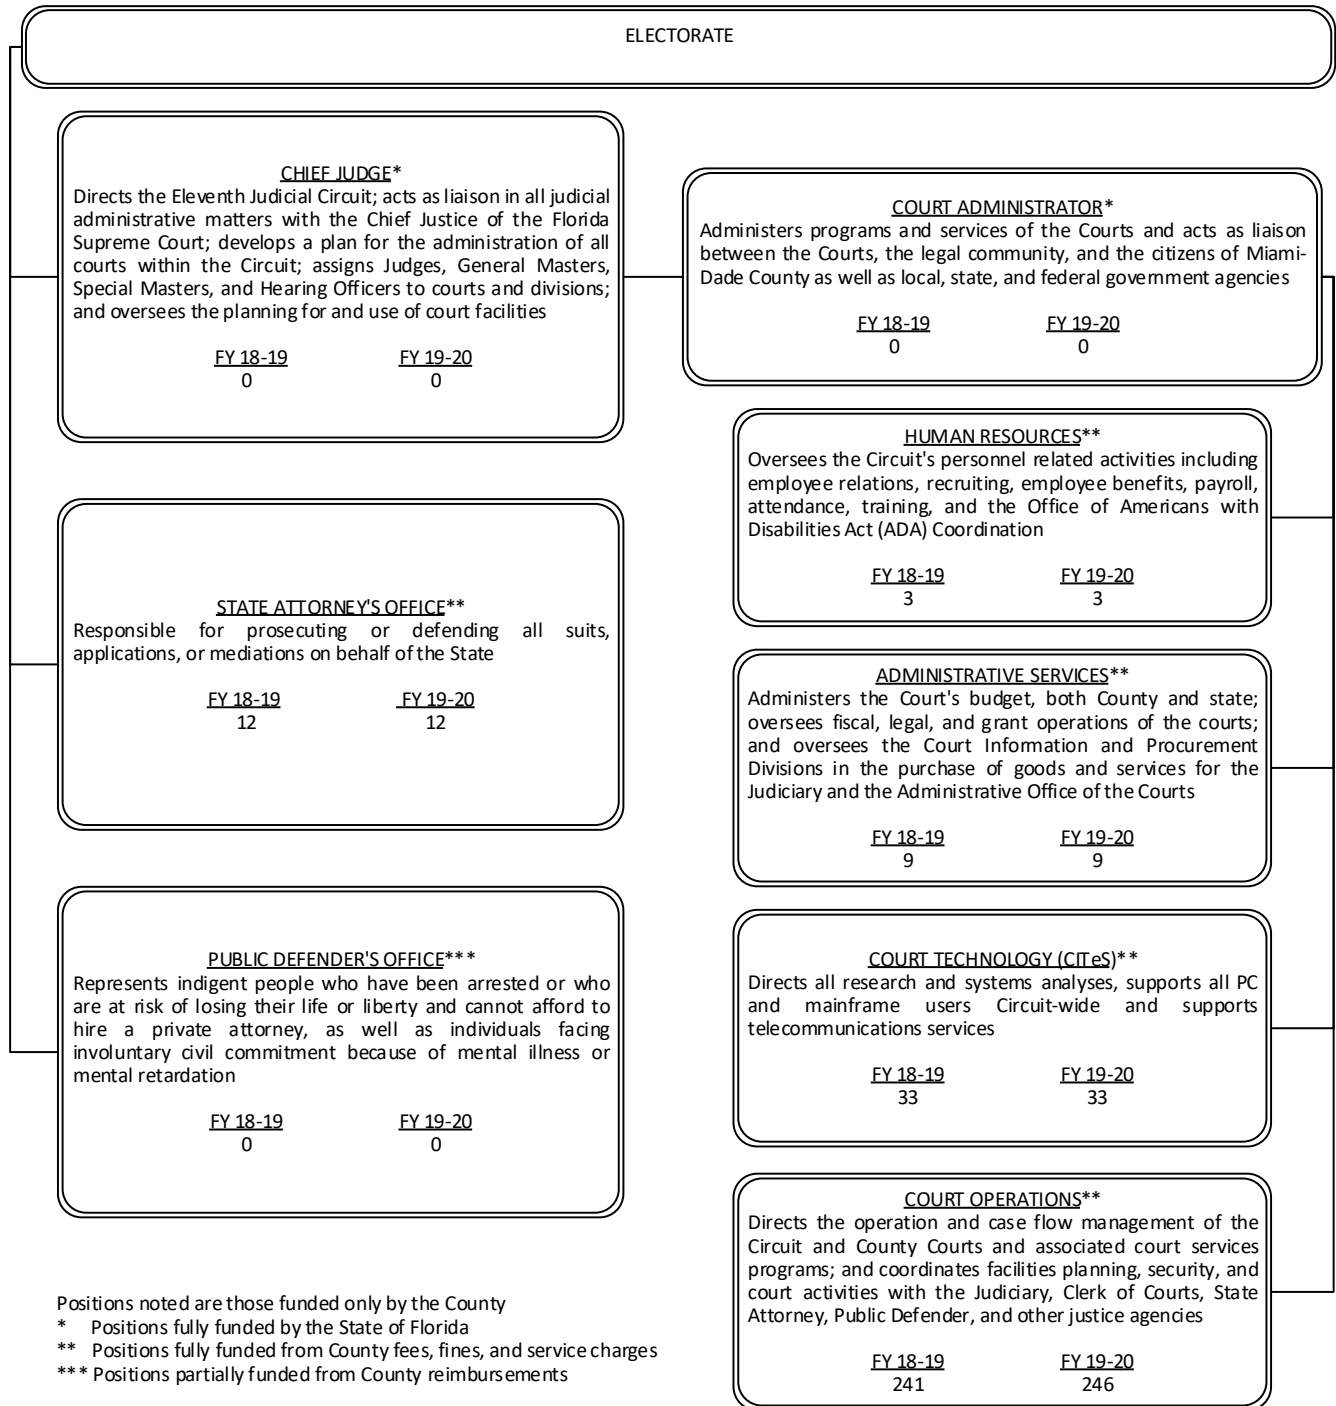 ELECTORATE
CHIEF JUDGE*
Directs the Eleventh Judicial Circuit; acts as liaison in all judicial
administrative matters with the Chief Justice of the Florida
Supreme Court; develops a plan for the administration of all
courts within the Circuit; assigns Judges, General Masters,
Special Masters, and Hearing Officers to courts and divisions;
and oversees the planning for and use of court facilities
FY 18-19 FY 19-20
0 0
STATE ATTORNEY'S OFFICE**
Responsible for prosecuting or defending all suits,
applications, or mediations on behalf of the State
FY 18-19 FY 19-20
12 12
PUBLIC DEFENDER'S OFFICE***
Represents indigent people who have been arrested or who
are at risk of losing their life or liberty and cannot afford to
hire a private attorney, as well as individuals facing
involuntary civil commitment because of mental illness or
mental retardation
FY 18-19 FY 19-20
0 0
COURT ADMINISTRATOR*
Administers programs and services of the Courts and acts as liaison
between the Courts, the legal community, and the citizens of Miami-
Dade County as well as local, state, and federal government agencies
FY 18-19 FY 19-20
0 0
HUMAN RESOURCES**
Oversees the Circuit's personnel related activities including
employee relations, recruiting, employee benefits, payroll,
attendance, training, and the Office of Americans with
Disabilities Act (ADA) Coordination
FY 18-19 FY 19-20
3 3
ADMINISTRATIVE SERVICES**
Administers the Court's budget, both County and state;
oversees fiscal, legal, and grant operations of the courts;
and oversees the Court Information and Procurement
Divisions in the purchase of goods and services for the
Judiciary and the Administrative Office of the Courts
FY 18-19 FY 19-20
9 9
COURT TECHNOLOGY (CITeS)**
Directs all research and systems analyses, supports all PC
and mainframe users Circuit-wide and supports
telecommunications services
FY 18-19 FY 19-20
33 33
COURT OPERATIONS**
Directs the operation and case flow management of the
Circuit and County Courts and associated court services
programs; and coordinates facilities planning, security, and
court activities with the Judiciary, Clerk of Courts, State
Attorney, Public Defender, and other justice agencies
FY 18-19 FY 19-20
241 246
Positions noted are those funded only by the County
* Positions fully funded by the State of Florida
** Positions fully funded from County fees, fines, and service charges
*** Positions partially funded from County reimbursements